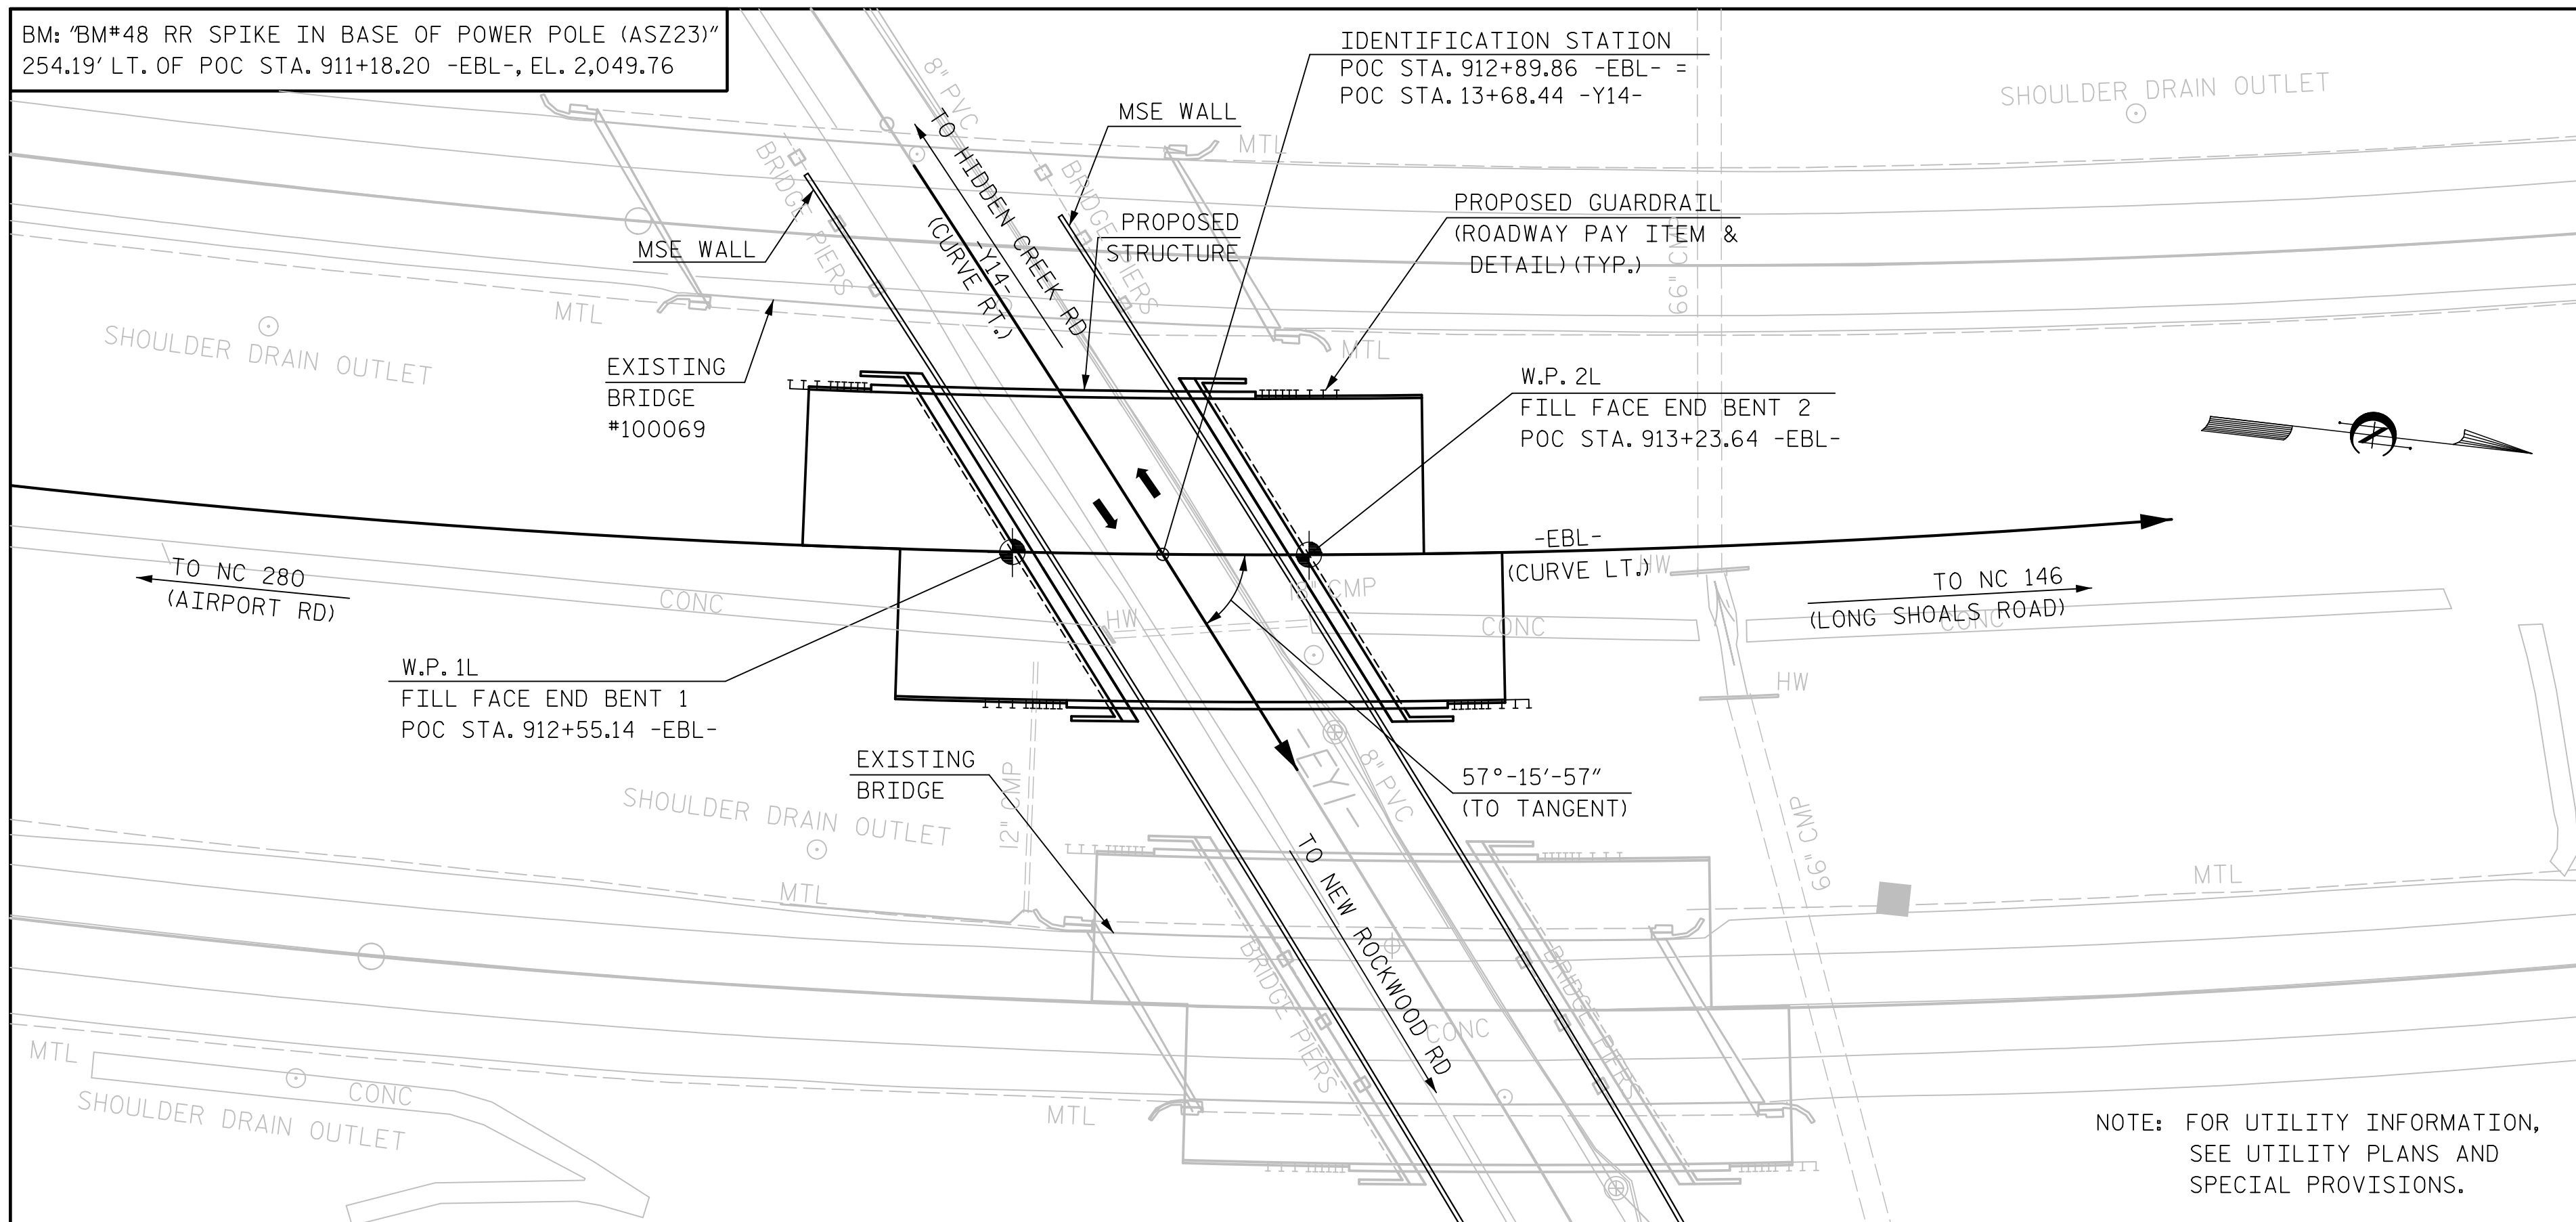 BM: "BM#48 RR SPIKE IN BASE OF POWER POLE (ASZ23)"
254.19' LT. OF POC STA. 911+18.20 -EBL-, EL. 2,049.76
IDENTIFICATION STATION
POC STA. 912+89.86 -EBL- =
POC STA. 13+68.44 -Y14-
8" PVC
SHOULDER DRAIN OUTLET
MSE WALL
MTL
BRIDGE PIERS
BRIDGE PIERS
TO HIDDEN CREEK RD
-Y14-
(CURVE RT.)
MSE WALL
PROPOSED
STRUCTURE
PROPOSED GUARDRAIL
(ROADWAY PAY ITEM &
DETAIL) (TYP.)
66" CMP
MTL
MTL
SHOULDER DRAIN OUTLET
EXISTING
BRIDGE
#100069
W.P. 2L
FILL FACE END BENT 2
POC STA. 913+23.64 -EBL-
-EBL-
(CURVE LT.)
HW
TO NC 280
(AIRPORT RD)
CONC
HW
CMP
CONC
TO NC 146
(LONG SHOALS ROAD)
CONC
HW
W.P. 1L
FILL FACE END BENT 1
POC STA. 912+55.14 -EBL-
EXISTING
BRIDGE
12" CMP
-EY1-
8" PVC
57°-15'-57"
(TO TANGENT)
66" CMP
SHOULDER DRAIN OUTLET
MTL
MTL
TO NEW ROCKWOOD RD
BRIDGE PIERS
BRIDGE PIERS
CONC
MTL
CONC
SHOULDER DRAIN OUTLET
MTL
NOTE: FOR UTILITY INFORMATION,
SEE UTILITY PLANS AND
SPECIAL PROVISIONS.